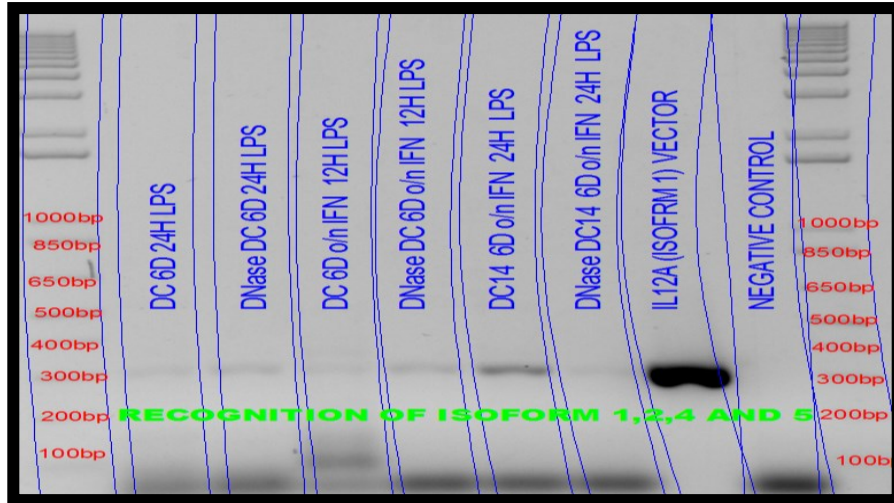 1000bp
850bp
650bp
500bp
400bp
300bp
200bp
100bp
DC 6D 24H LPS
DNase DC 6D 24H LPS
DC 6D o/n IFN 12H LPS
DNase DC 6D o/n IFN 12H LPS
DC14 6D o/n IFN 24H LPS
DNase DC14 6D o/n IFN 24H LPS
IL12A (ISOFRM 1) VECTOR
NEGATIVE CONTROL
1000bp
850bp
650bp
500bp
400bp
300bp
200bp
100b
RECOGNITION OF ISOFORM 1,2,4 AND 5